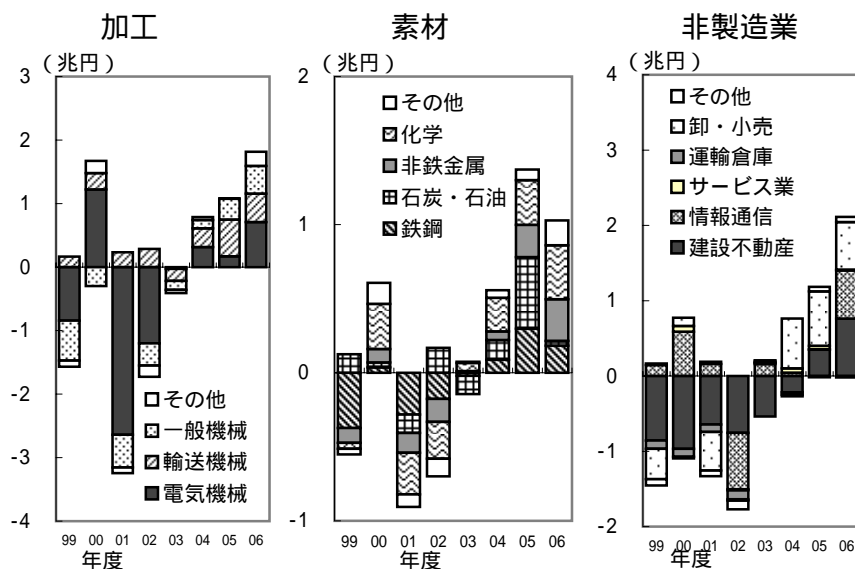 加工
(兆円)
3
2
1
0
-1
-2
-3
-4
その他
一般機械
輸送機械
電気機械
99 00 01 02 03 04 05 06
年度
素材
(兆円)
2
1
0
-1
その他
化学
非鉄金属
石炭・石油
鉄鋼
99 00 01 02 03 04 05 06
年度
非製造業
(兆円)
4
3
2
1
0
-1
-2
その他
卸・小売
運輸倉庫
サービス業
情報通信
建設不動産
99 00 01 02 03 04 05 06
年度